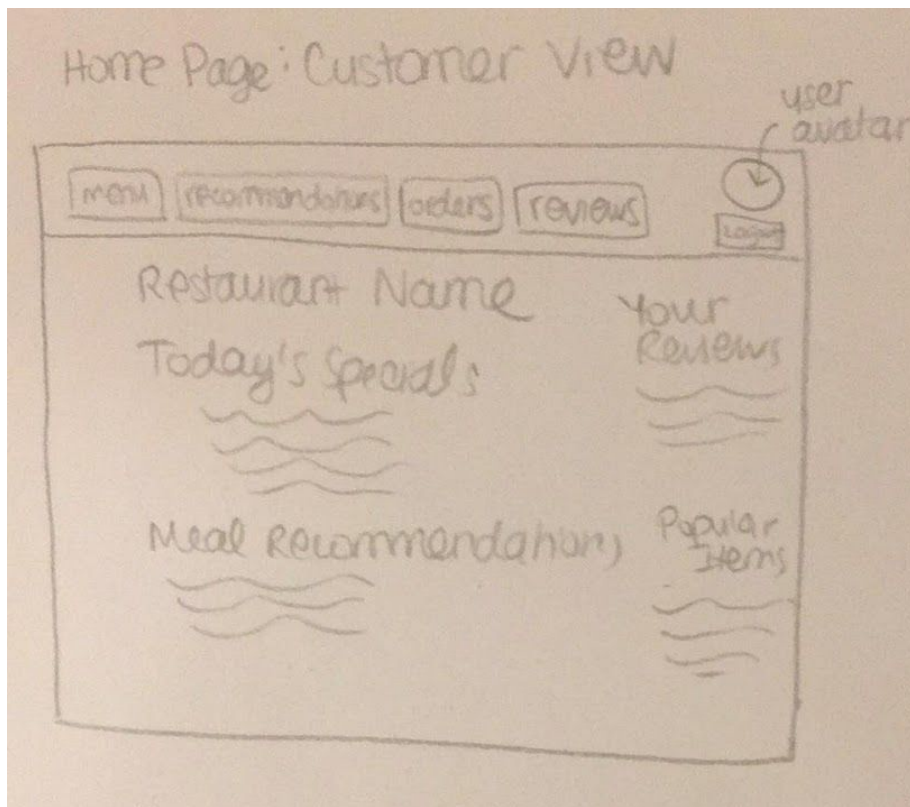 Home Page: Customer View
user
avatar
menu recommendations orders reviews
Logout
Restaurant Name
Your
Reviews
Today's Specials
Meal Recommendations
Popular
Items